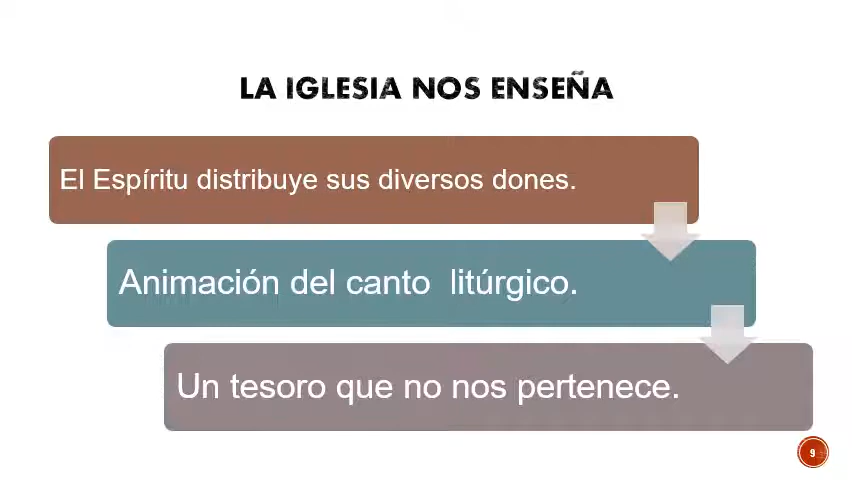 LA IGLESIA NOS ENSEÑA
El Espíritu distribuye sus diversos dones.
Animación del canto  litúrgico.
Un tesoro que no nos pertenece.
9